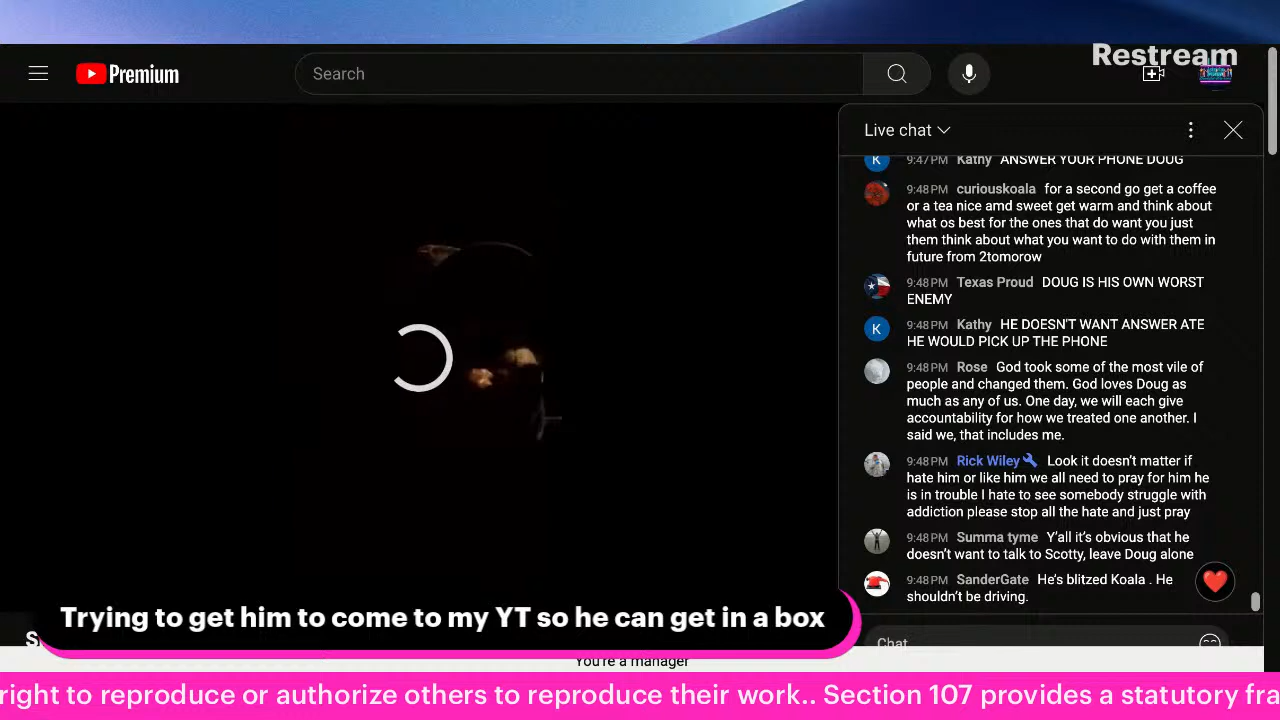 Restream
Premium
Search
Live chat
K 9:47 PM Kathy ANSWER YOUR PHONE DOUG
9:48 PM curiouskoala for a second go get a coffee
or a tea nice amd sweet get warm and think about
what os best for the ones that do want you just
them think about what you want to do with them in
future from 2tomorow
9:48 PM Texas Proud DOUG IS HIS OWN WORST
ENEMY
K 9:48 PM Kathy HE DOESN'T WANT ANSWER ATE
HE WOULD PICK UP THE PHONE
9:48 PM Rose God took some of the most vile of
people and changed them. God loves Doug as
much as any of us. One day, we will each give
accountability for how we treated one another. I
said we, that includes me.
9:48 PM Rick Wiley Look it doesn't matter if
hate him or like him we all need to pray for him he
is in trouble I hate to see somebody struggle with
addiction please stop all the hate and just pray
9:48 PM Summa tyme Y'all it's obvious that he
doesn't want to talk to Scotty, leave Doug alone
9:48 PM SanderGate He's blitzed Koala . He
shouldn't be driving.
Chat
Trying to get him to come to my YT so he can get in a box
You're a manager
right to reproduce or authorize others to reproduce their work.. Section 107 provides a statutory fra